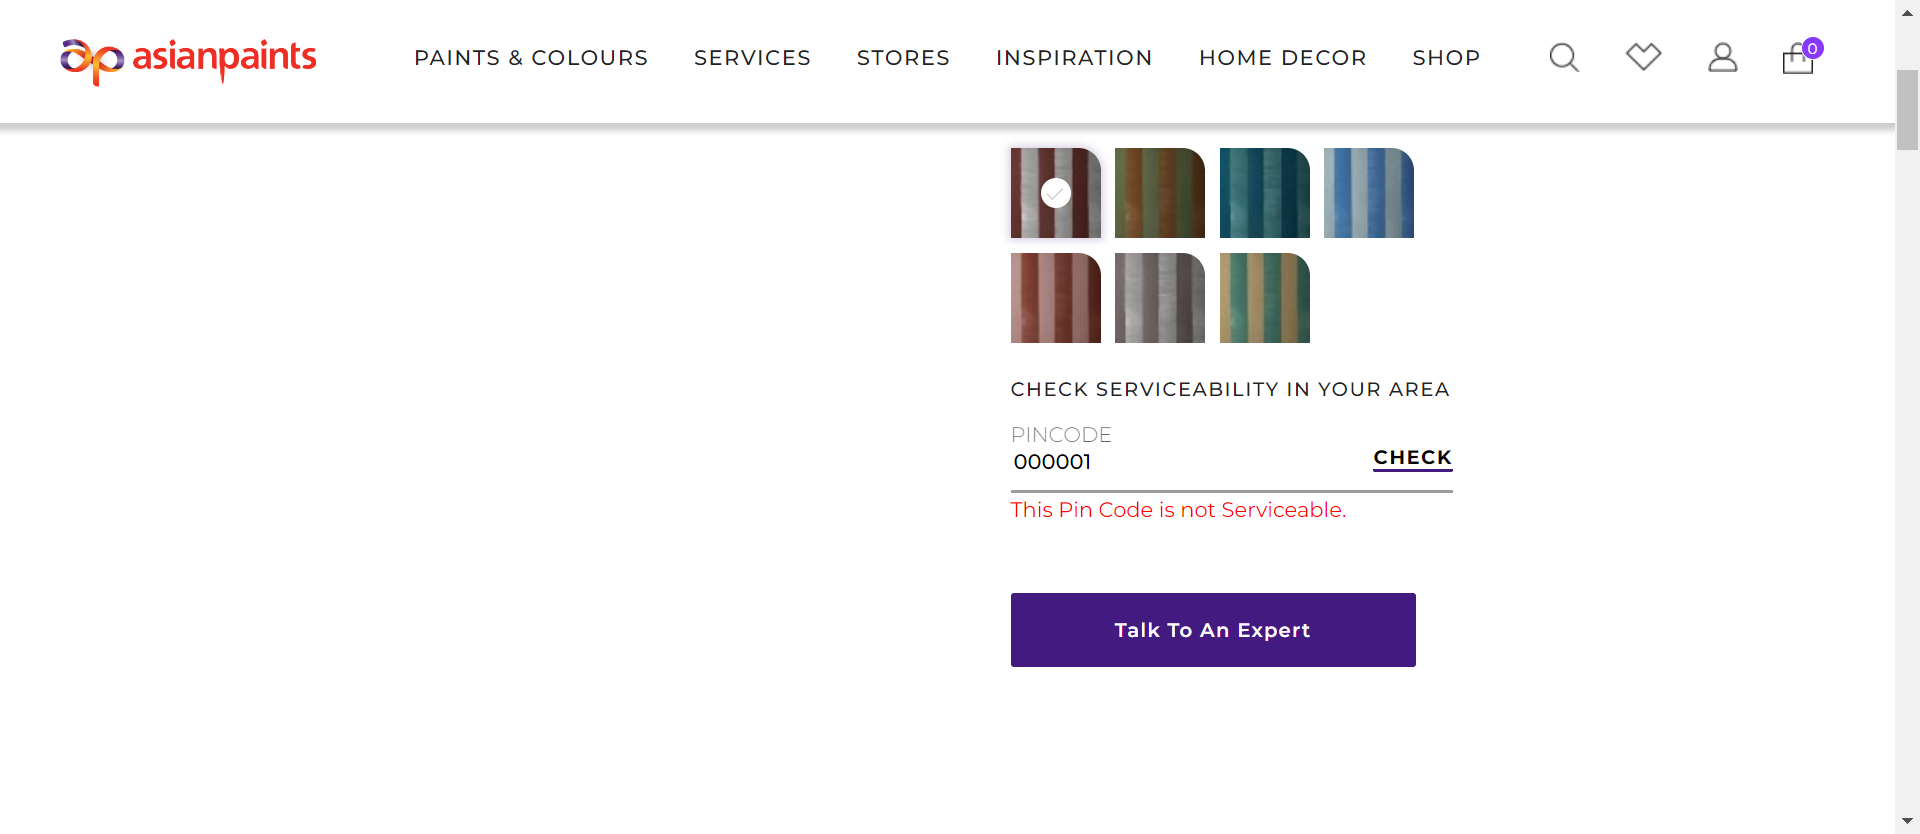 asianpaints
PAINTS & COLOURS SERVICES STORES INSPIRATION HOME DECOR SHOP
0
CHECK SERVICEABILITY IN YOUR AREA
PINCODE
000001
CHECK
This Pin Code is not Serviceable.
Talk To An Expert